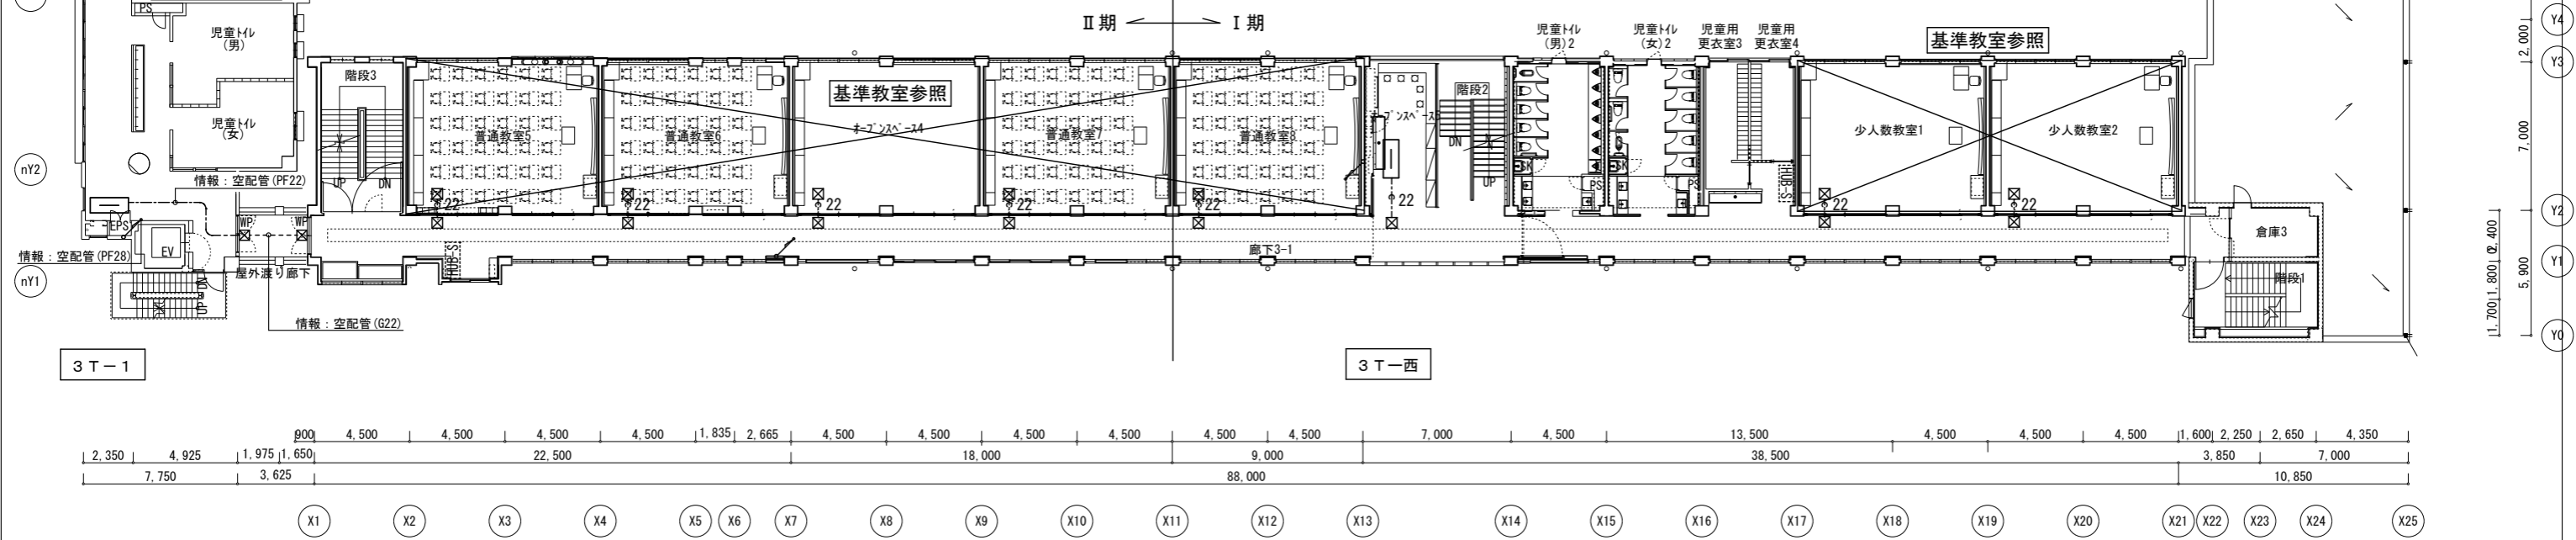 PS
児童ﾄｲﾚ
(男)
児童ﾄｲﾚ
(女)
情報：空配管(PF22)
EPS
EV
WP
WP
情報：空配管(PF28)
屋外渡り廊下
情報：空配管(G22)
UP
DN
階段3
UP
DN
Ⅱ期
Ⅰ期
普通教室5
普通教室6
基準教室参照
ｵｰﾌﾟﾝｽﾍﾟｰｽ4
普通教室7
普通教室8
22
22
22
22
22
22
22
22
HUB-S
廊下3-1
階段2
DN
UP
児童ﾄｲﾚ
(男)2
児童ﾄｲﾚ
(女)2
児童用
更衣室3
児童用
更衣室4
SK
PS
SK
PS
HUB-S
基準教室参照
少人数教室1
少人数教室2
倉庫3
階段1
nY2
nY1
Y4
Y3
Y2
Y1
Y0
2,000
7,000
2,400
1,800
1,700
5,900
3T-1
3T-西
900
4,500
4,500
4,500
4,500
1,835
2,665
4,500
4,500
4,500
4,500
4,500
4,500
7,000
4,500
13,500
4,500
4,500
4,500
1,600
2,250
2,650
4,350
2,350
4,925
1,975
1,650
22,500
18,000
9,000
38,500
3,850
7,000
7,750
3,625
88,000
10,850
X1
X2
X3
X4
X5
X6
X7
X8
X9
X10
X11
X12
X13
X14
X15
X16
X17
X18
X19
X20
X21
X22
X23
X24
X25